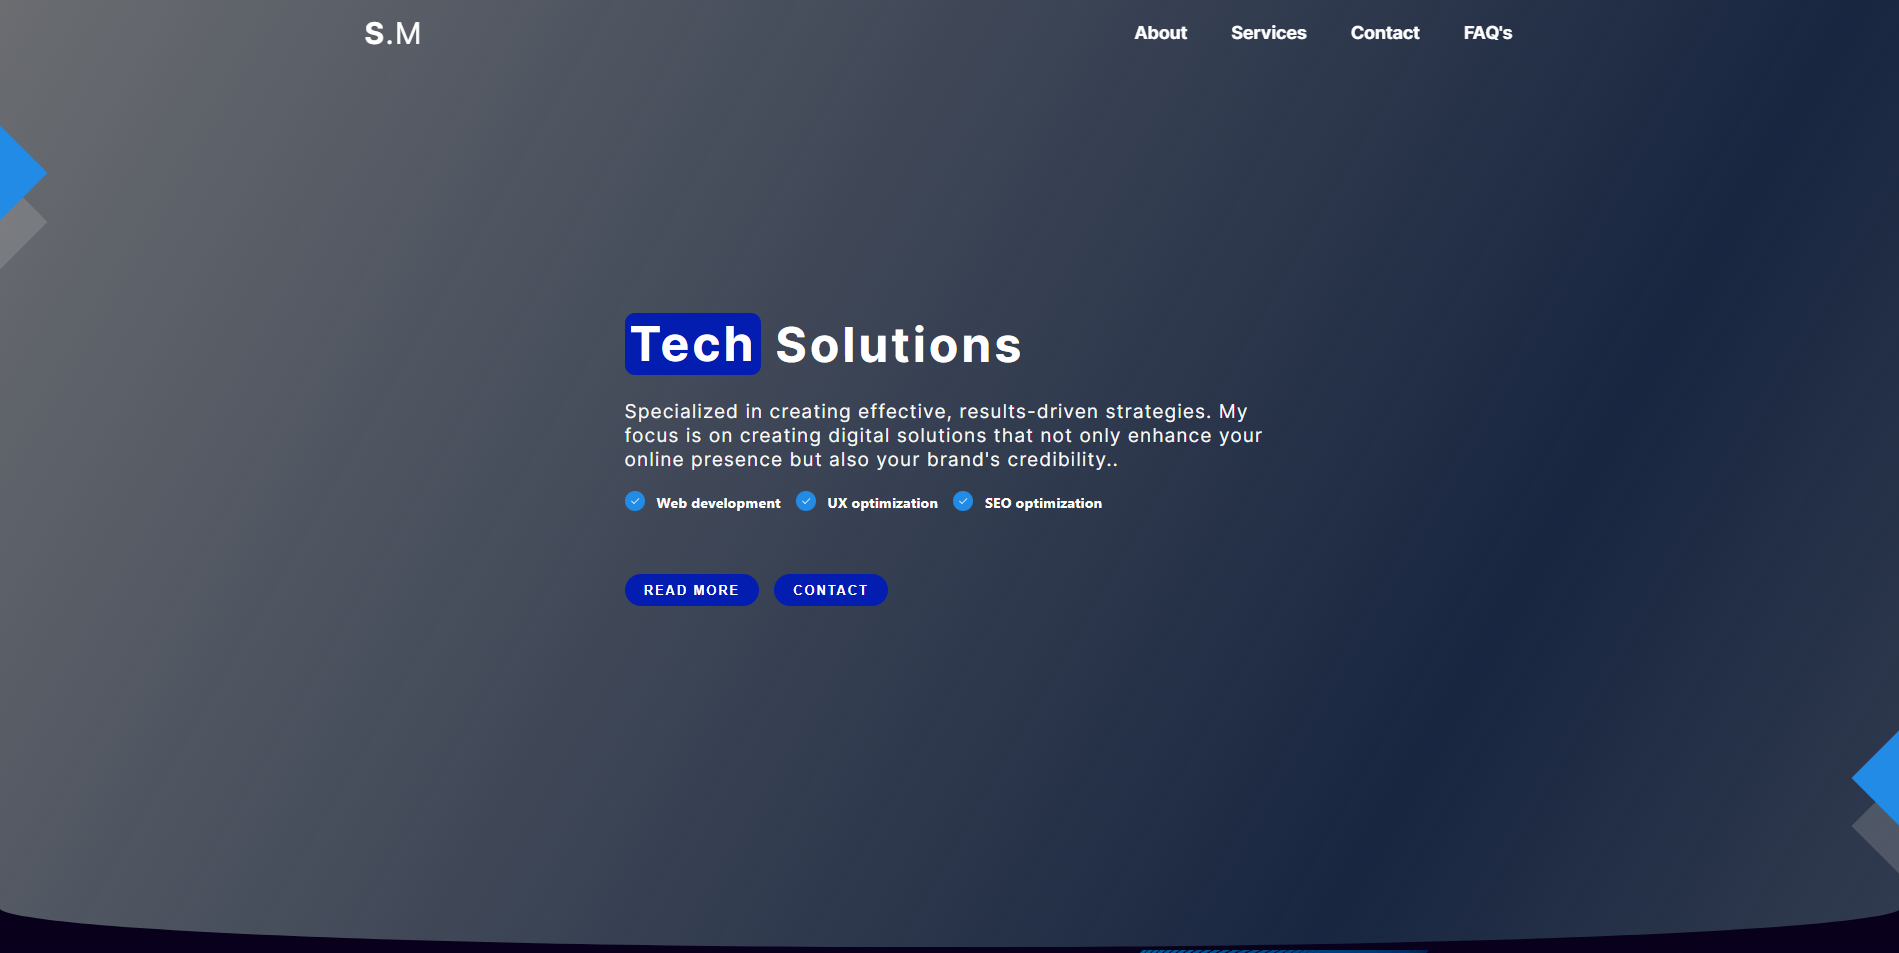 S.M
About Services Contact FAQ's
Tech Solutions
Specialized in creating effective, results-driven strategies. My
focus is on creating digital solutions that not only enhance your
online presence but also your brand's credibility..
Web development UX optimization SEO optimization
READ MORE CONTACT